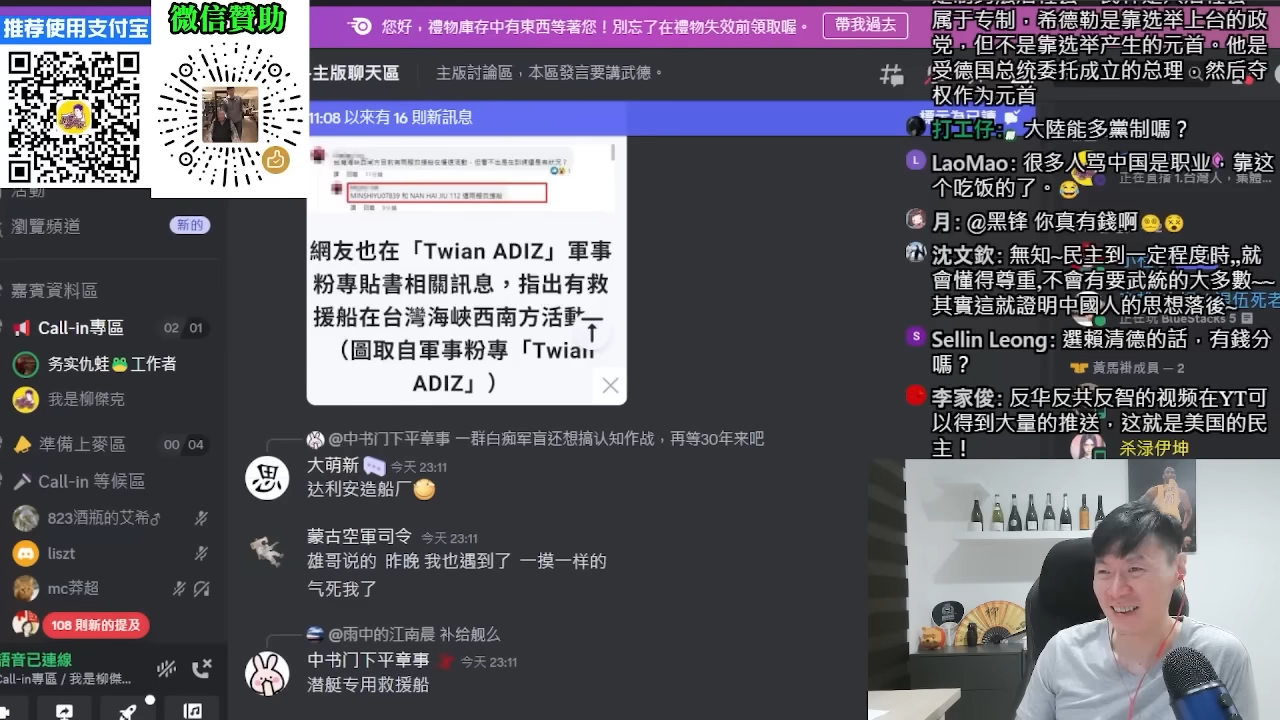 推荐使用支付宝
微信贊助
您好，禮物庫存中有東西等著您！別忘了在禮物失效前領取喔。
帶我過去
主版聊天區
主版討論區，本區發言要講武德。
11:08 以來有 16 則新訊息
瀏覽頻道
新的
嘉賓資料區
Call-in專區
02 01
务实仇蛙🐸工作者
我是柳傑克
準備上麥區
00 04
Call-in 等候區
823酒瓶的艾希♂
liszt
mc莽超
108 則新的提及
語音已連線
Call-in專區 / 我是柳傑...
MINSHIYU07839 和 NAN HAI JIU 112 這兩艘救援船
網友也在「Twian ADIZ」軍事
粉專貼書相關訊息，指出有救
援船在台灣海峽西南方活動
（圖取自軍事粉專「Twian
ADIZ」）
@中书门下平章事 一群白痴军盲还想搞认知作战，再等30年来吧
大萌新 今天 23:11
达利安造船厂
蒙古空軍司令 今天 23:11
雄哥说的 昨晚 我也遇到了 一摸一样的
气死我了
@雨中的江南晨 补给舰么
中书门下平章事 今天 23:11
潜艇专用救援船
属于专制，希德勒是靠选举上台的政
党，但不是靠选举产生的元首。他是
受德国总统委托成立的总理，然后夺
权作为元首
打工仔: 大陸能多黨制嗎？
LaoMao: 很多人骂中国是职业，靠这
个吃饭的了。😂
月: @黑锋 你真有錢啊
沈文欽: 無知~民主到一定程度時,,就
會懂得尊重,不會有要武統的大多數~~
其實這就證明中國人的思想落後~
Sellin Leong: 選賴清德的話，有錢分
嗎？
黃馬褂成員 — 2
李家俊: 反华反共反智的视频在YT可
以得到大量的推送，这就是美国的民
主！
杀渌伊坤